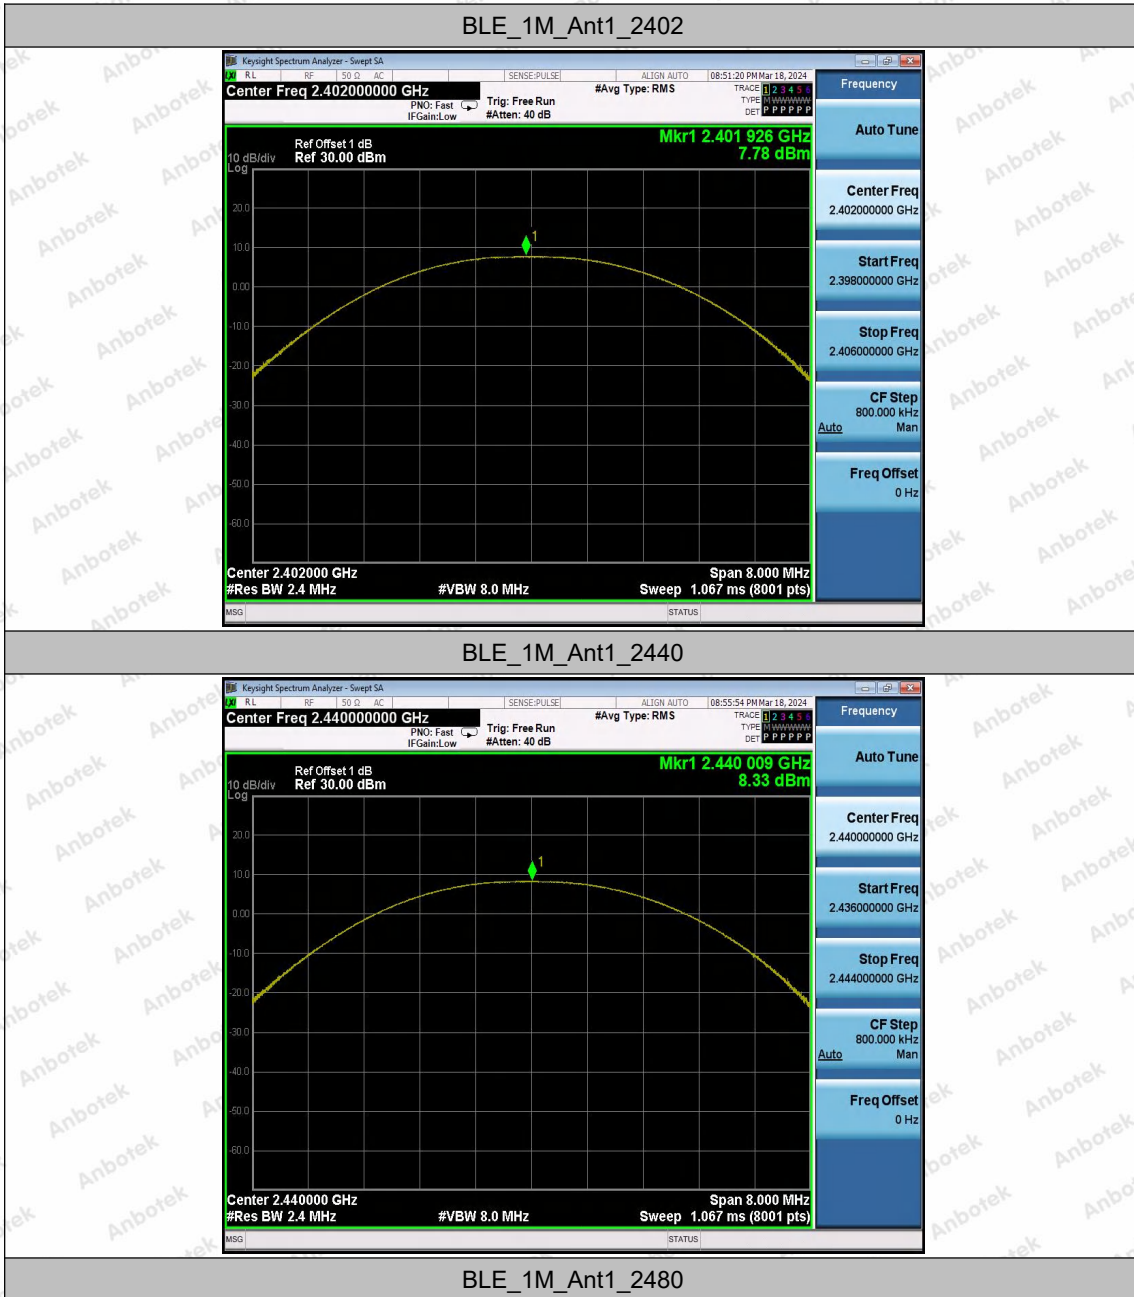 BLE_1M_Ant1_2402
Keysight Spectrum Analyzer - Swept SA
RL RF 50 Ω AC SENSE:PULSE ALIGN AUTO 08:51:20 PM Mar 18, 2024
Center Freq 2.402000000 GHz #Avg Type: RMS TRACE 1 2 3 4 5 6
PNO: Fast Trig: Free Run TYPE M WWWWW
IFGain:Low #Atten: 40 dB DET P P P P P P
Frequency
Auto Tune
Mkr1 2.401 926 GHz
7.78 dBm
Ref Offset 1 dB
10 dB/div Ref 30.00 dBm
Log
20.0
10.0
0.00
-10.0
-20.0
-30.0
-40.0
-50.0
-60.0
1
Center Freq
2.402000000 GHz
Start Freq
2.398000000 GHz
Stop Freq
2.406000000 GHz
CF Step
800.000 kHz
Auto Man
Freq Offset
0 Hz
Center 2.402000 GHz Span 8.000 MHz
#Res BW 2.4 MHz #VBW 8.0 MHz Sweep 1.067 ms (8001 pts)
MSG STATUS
BLE_1M_Ant1_2440
Keysight Spectrum Analyzer - Swept SA
RL RF 50 Ω AC SENSE:PULSE ALIGN AUTO 08:55:54 PM Mar 18, 2024
Center Freq 2.440000000 GHz #Avg Type: RMS TRACE 1 2 3 4 5 6
PNO: Fast Trig: Free Run TYPE M WWWWW
IFGain:Low #Atten: 40 dB DET P P P P P P
Frequency
Auto Tune
Mkr1 2.440 009 GHz
8.33 dBm
Ref Offset 1 dB
10 dB/div Ref 30.00 dBm
Log
20.0
10.0
0.00
-10.0
-20.0
-30.0
-40.0
-50.0
-60.0
1
Center Freq
2.440000000 GHz
Start Freq
2.436000000 GHz
Stop Freq
2.444000000 GHz
CF Step
800.000 kHz
Auto Man
Freq Offset
0 Hz
Center 2.440000 GHz Span 8.000 MHz
#Res BW 2.4 MHz #VBW 8.0 MHz Sweep 1.067 ms (8001 pts)
MSG STATUS
BLE_1M_Ant1_2480
Anbotek